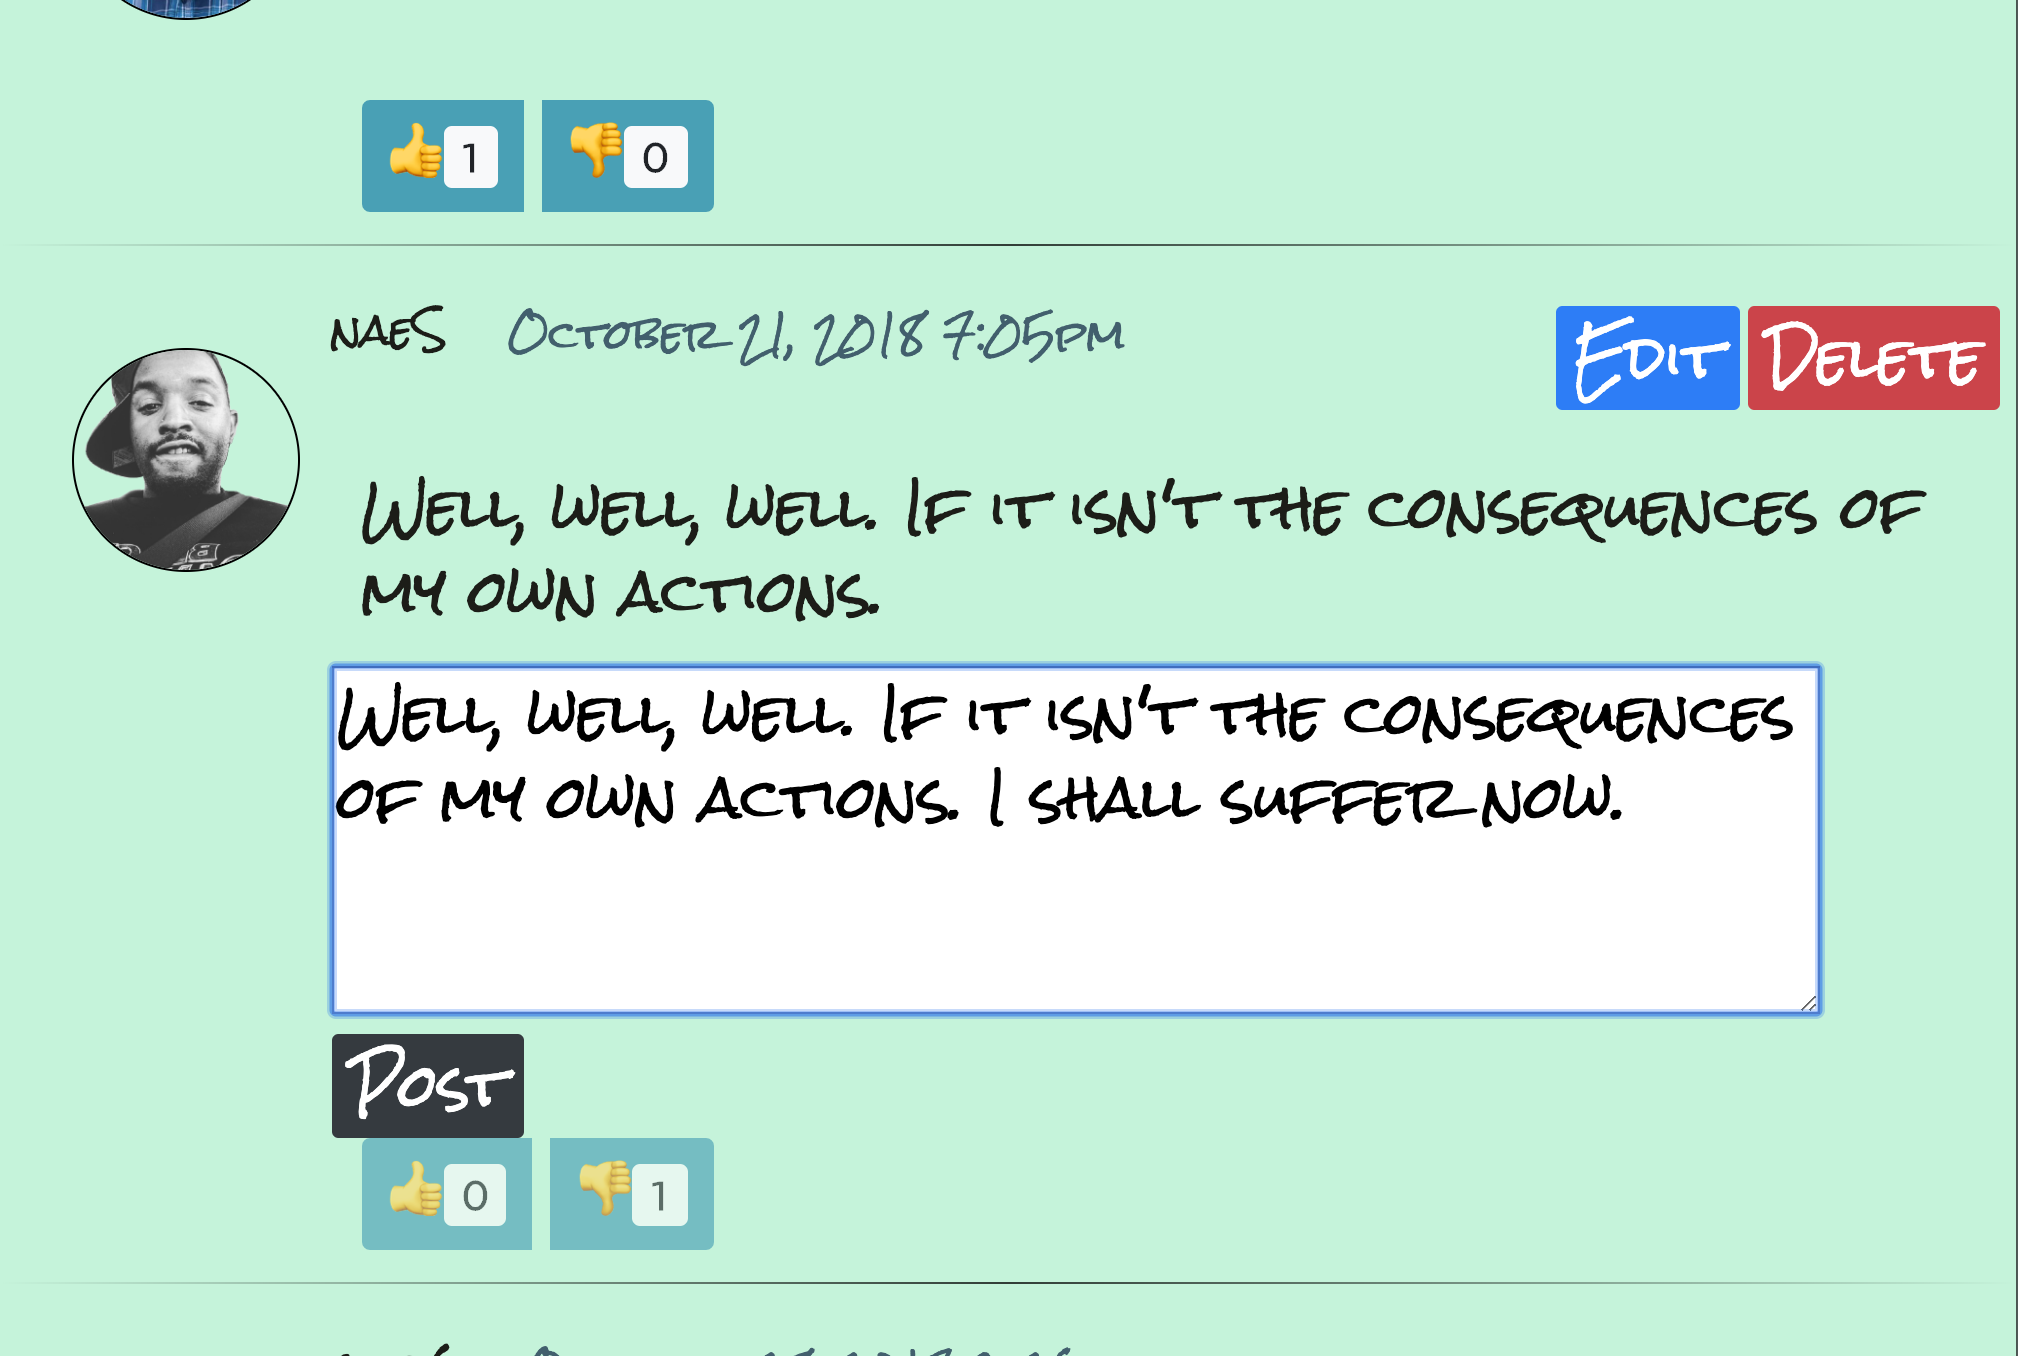 1
0
naeS October 21, 2018 7:05pm
Edit Delete
Well, well, well. If it isn't the consequences of
my own actions.
Well, well, well. If it isn't the consequences
of my own actions. I shall suffer now.
Post
0
1